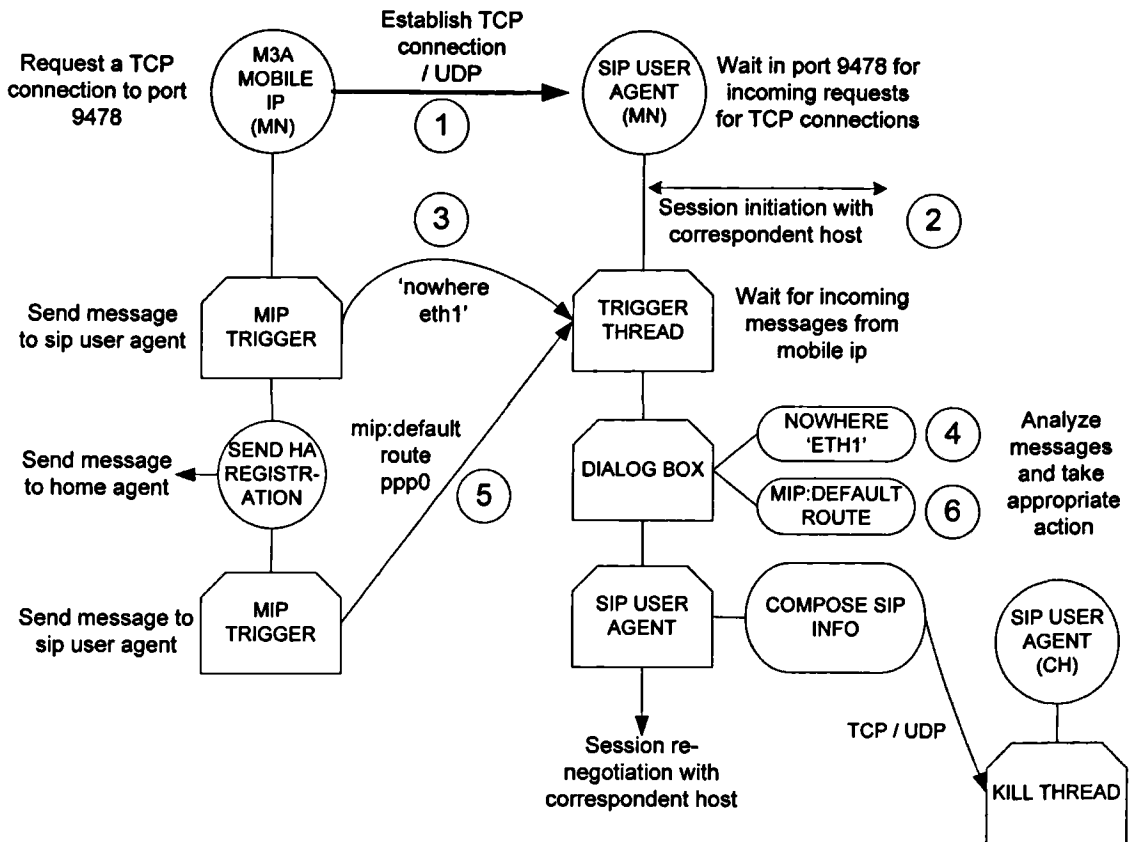 Request a TCP
connection to port
9478
M3A
MOBILE
IP
(MN)
Establish TCP
connection
/ UDP
1
SIP USER
AGENT
(MN)
Wait in port 9478 for
incoming requests
for TCP connections
Session initiation with
correspondent host
2
3
'nowhere
eth1'
Send message
to sip user agent
MIP
TRIGGER
TRIGGER
THREAD
Wait for incoming
messages from
mobile ip
Send message
to home agent
SEND HA
REGISTR-
ATION
mip:default
route
ppp0
5
DIALOG BOX
NOWHERE
'ETH1'
4
MIP:DEFAULT
ROUTE
6
Analyze
messages
and take
appropriate
action
Send message to
sip user agent
MIP
TRIGGER
SIP USER
AGENT
COMPOSE SIP
INFO
SIP USER
AGENT
(CH)
TCP / UDP
Session re-
negotiation with
correspondent host
KILL THREAD